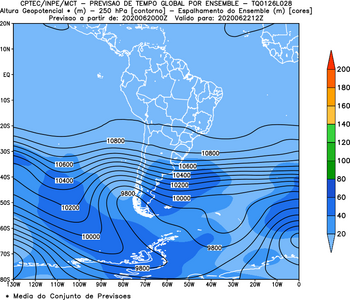 CPTEC/INPE/MCT - PREVISAO DE TEMPO GLOBAL POR ENSEMBLE - TQ0126L028
Altura Geopotencial * (m) - 250 hPa [contorno] - Espalhamento do Ensemble (m) [cores]
Previsao a partir de: 2020062000Z Valido para: 2020062212Z
20N
10N
EQ
10S
20S
30S
40S
50S
60S
70S
80S
10800
10800
10600
10600
10400
10400
10200
9800
10200
10000
10000
9800
9800
200
180
160
140
120
100
80
60
40
20
130W 120W 110W 100W 90W 80W 70W 60W 50W 40W 30W 20W 10W 0
* Media do Conjunto de Previsoes